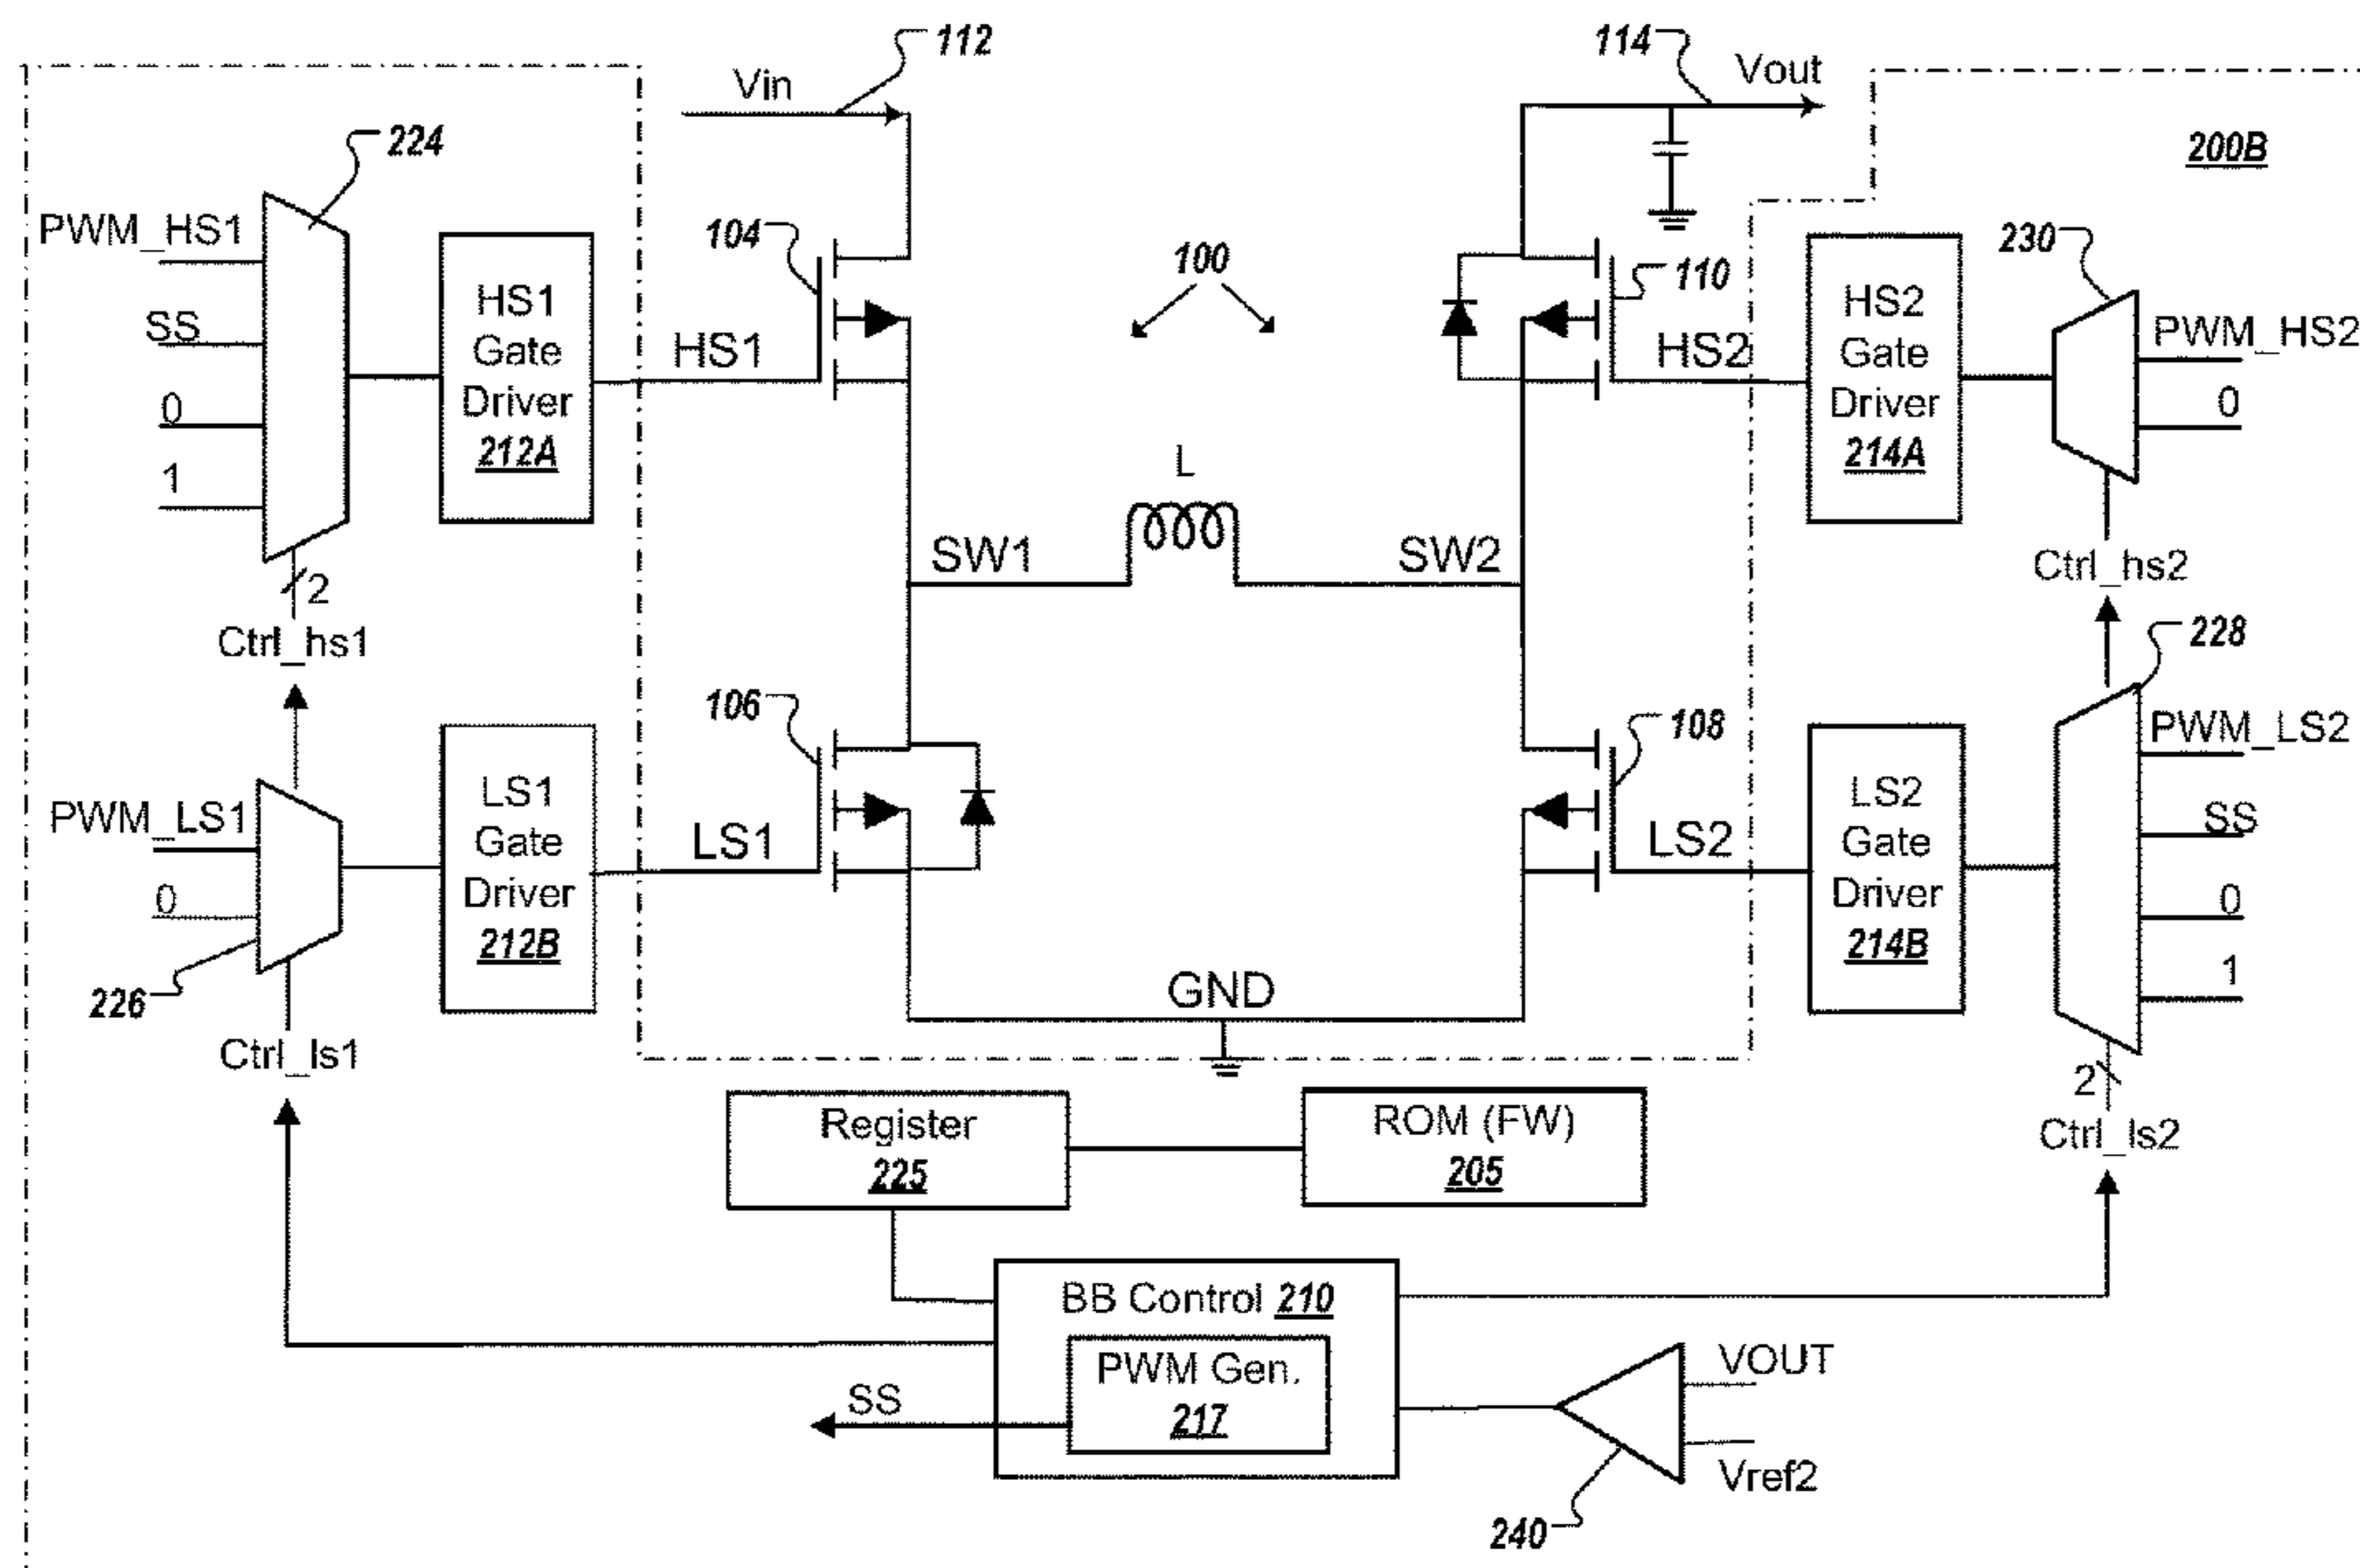 112
114
Vin
Vout
224
200B
PWM_HS1
104
100
110
230
HS1
Gate
Driver
212A
HS2
Gate
Driver
214A
SS
HS1
HS2
PWM_HS2
0
0
1
L
SW1
SW2
2
Ctrl_hs1
Ctrl_hs2
228
106
108
PWM_LS2
PWM_LS1
LS1
Gate
Driver
212B
LS1
LS2
LS2
Gate
Driver
214B
SS
0
0
226
GND
1
Ctrl_ls1
2
Register
225
ROM (FW)
205
Ctrl_ls2
BB Control 210
PWM Gen.
217
SS
VOUT
Vref2
240